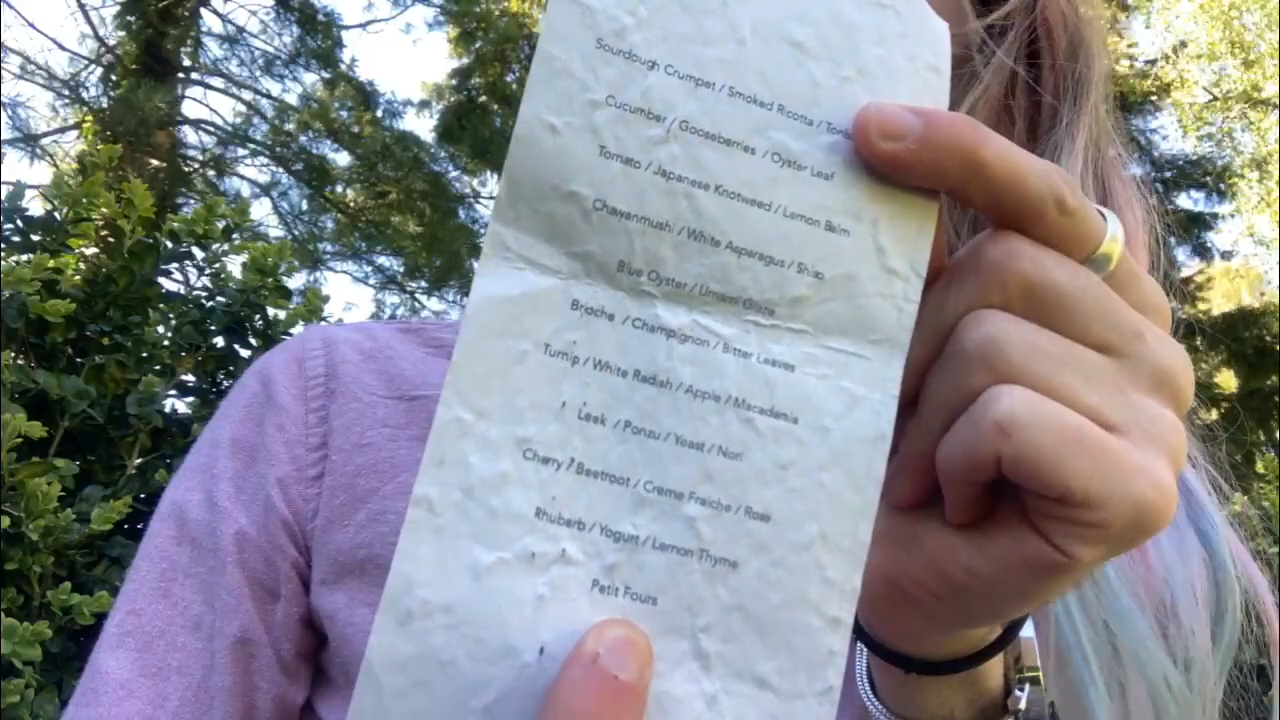 Sourdough Crumpet / Smoked Ricotta /
Cucumber / Gooseberries / Oyster Leaf
Tomato / Japanese Knotweed / Lemon Balm
Chawanmushi / White Asparagus / Shiso
Blue Oyster / Umami Glaze
Brioche / Champignon / Bitter Leaves
Turnip / White Radish / Apple / Macadamia
Leek / Ponzu / Yeast / Nori
Cherry / Beetroot / Creme Fraiche / Rose
Rhubarb / Yogurt / Lemon Thyme
Petit Fours